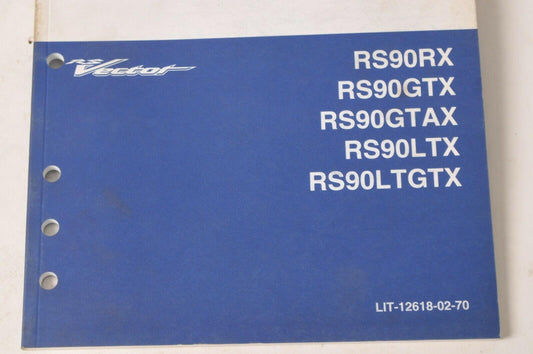 RS Vector
RS90RX
RS90GTX
RS90GTAX
RS90LTX
RS90LTGTX
LIT-12618-02-70